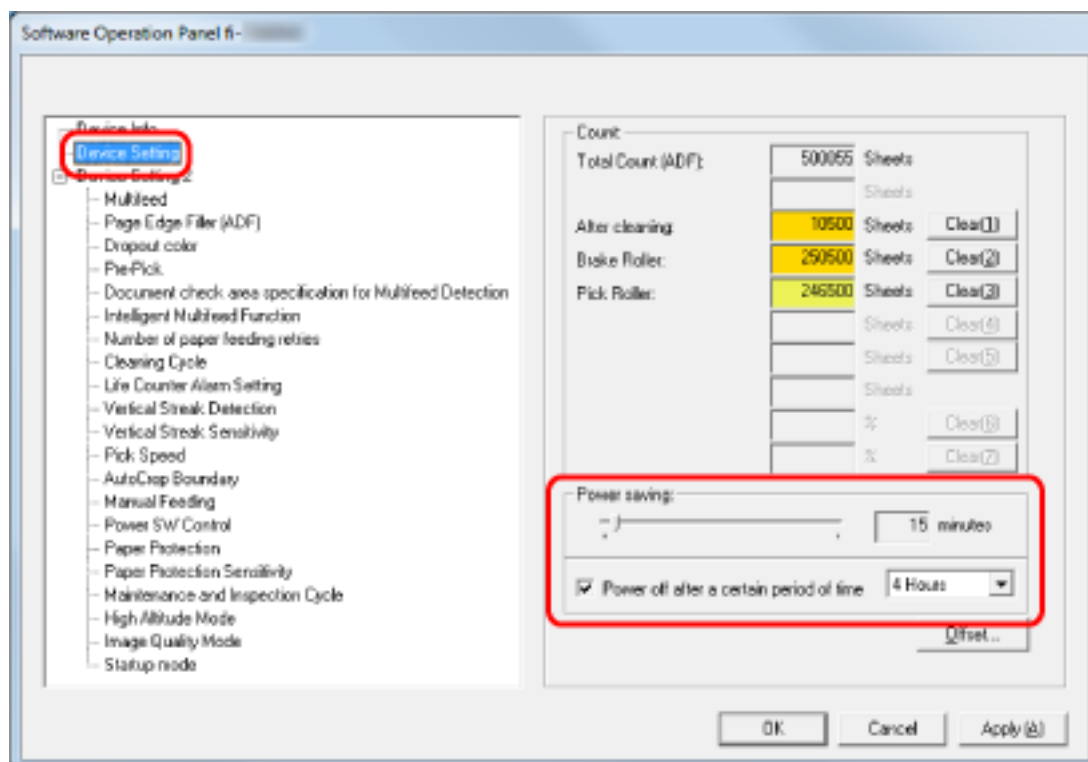 Software Operation Panel fi-
Device Info
Device Setting
Device Setting 2
Multifeed
Page Edge Filler (ADF)
Dropout color
Pre-Pick
Document check area specification for Multifeed Detection
Intelligent Multifeed Function
Number of paper feeding retries
Cleaning Cycle
Life Counter Alarm Setting
Vertical Streak Detection
Vertical Streak Sensitivity
Pick Speed
AutoCrop Boundary
Manual Feeding
Power SW Control
Paper Protection
Paper Protection Sensitivity
Maintenance and Inspection Cycle
High Altitude Mode
Image Quality Mode
Startup mode
Count
Total Count (ADF): 500055 Sheets
Sheets
After cleaning: 10500 Sheets Clear(1)
Brake Roller: 250500 Sheets Clear(2)
Pick Roller: 246500 Sheets Clear(3)
Sheets Clear(4)
Sheets Clear(5)
Sheets
% Clear(6)
% Clear(7)
Power saving:
15 minutes
Power off after a certain period of time 4 Hours
Offset...
OK Cancel Apply (A)